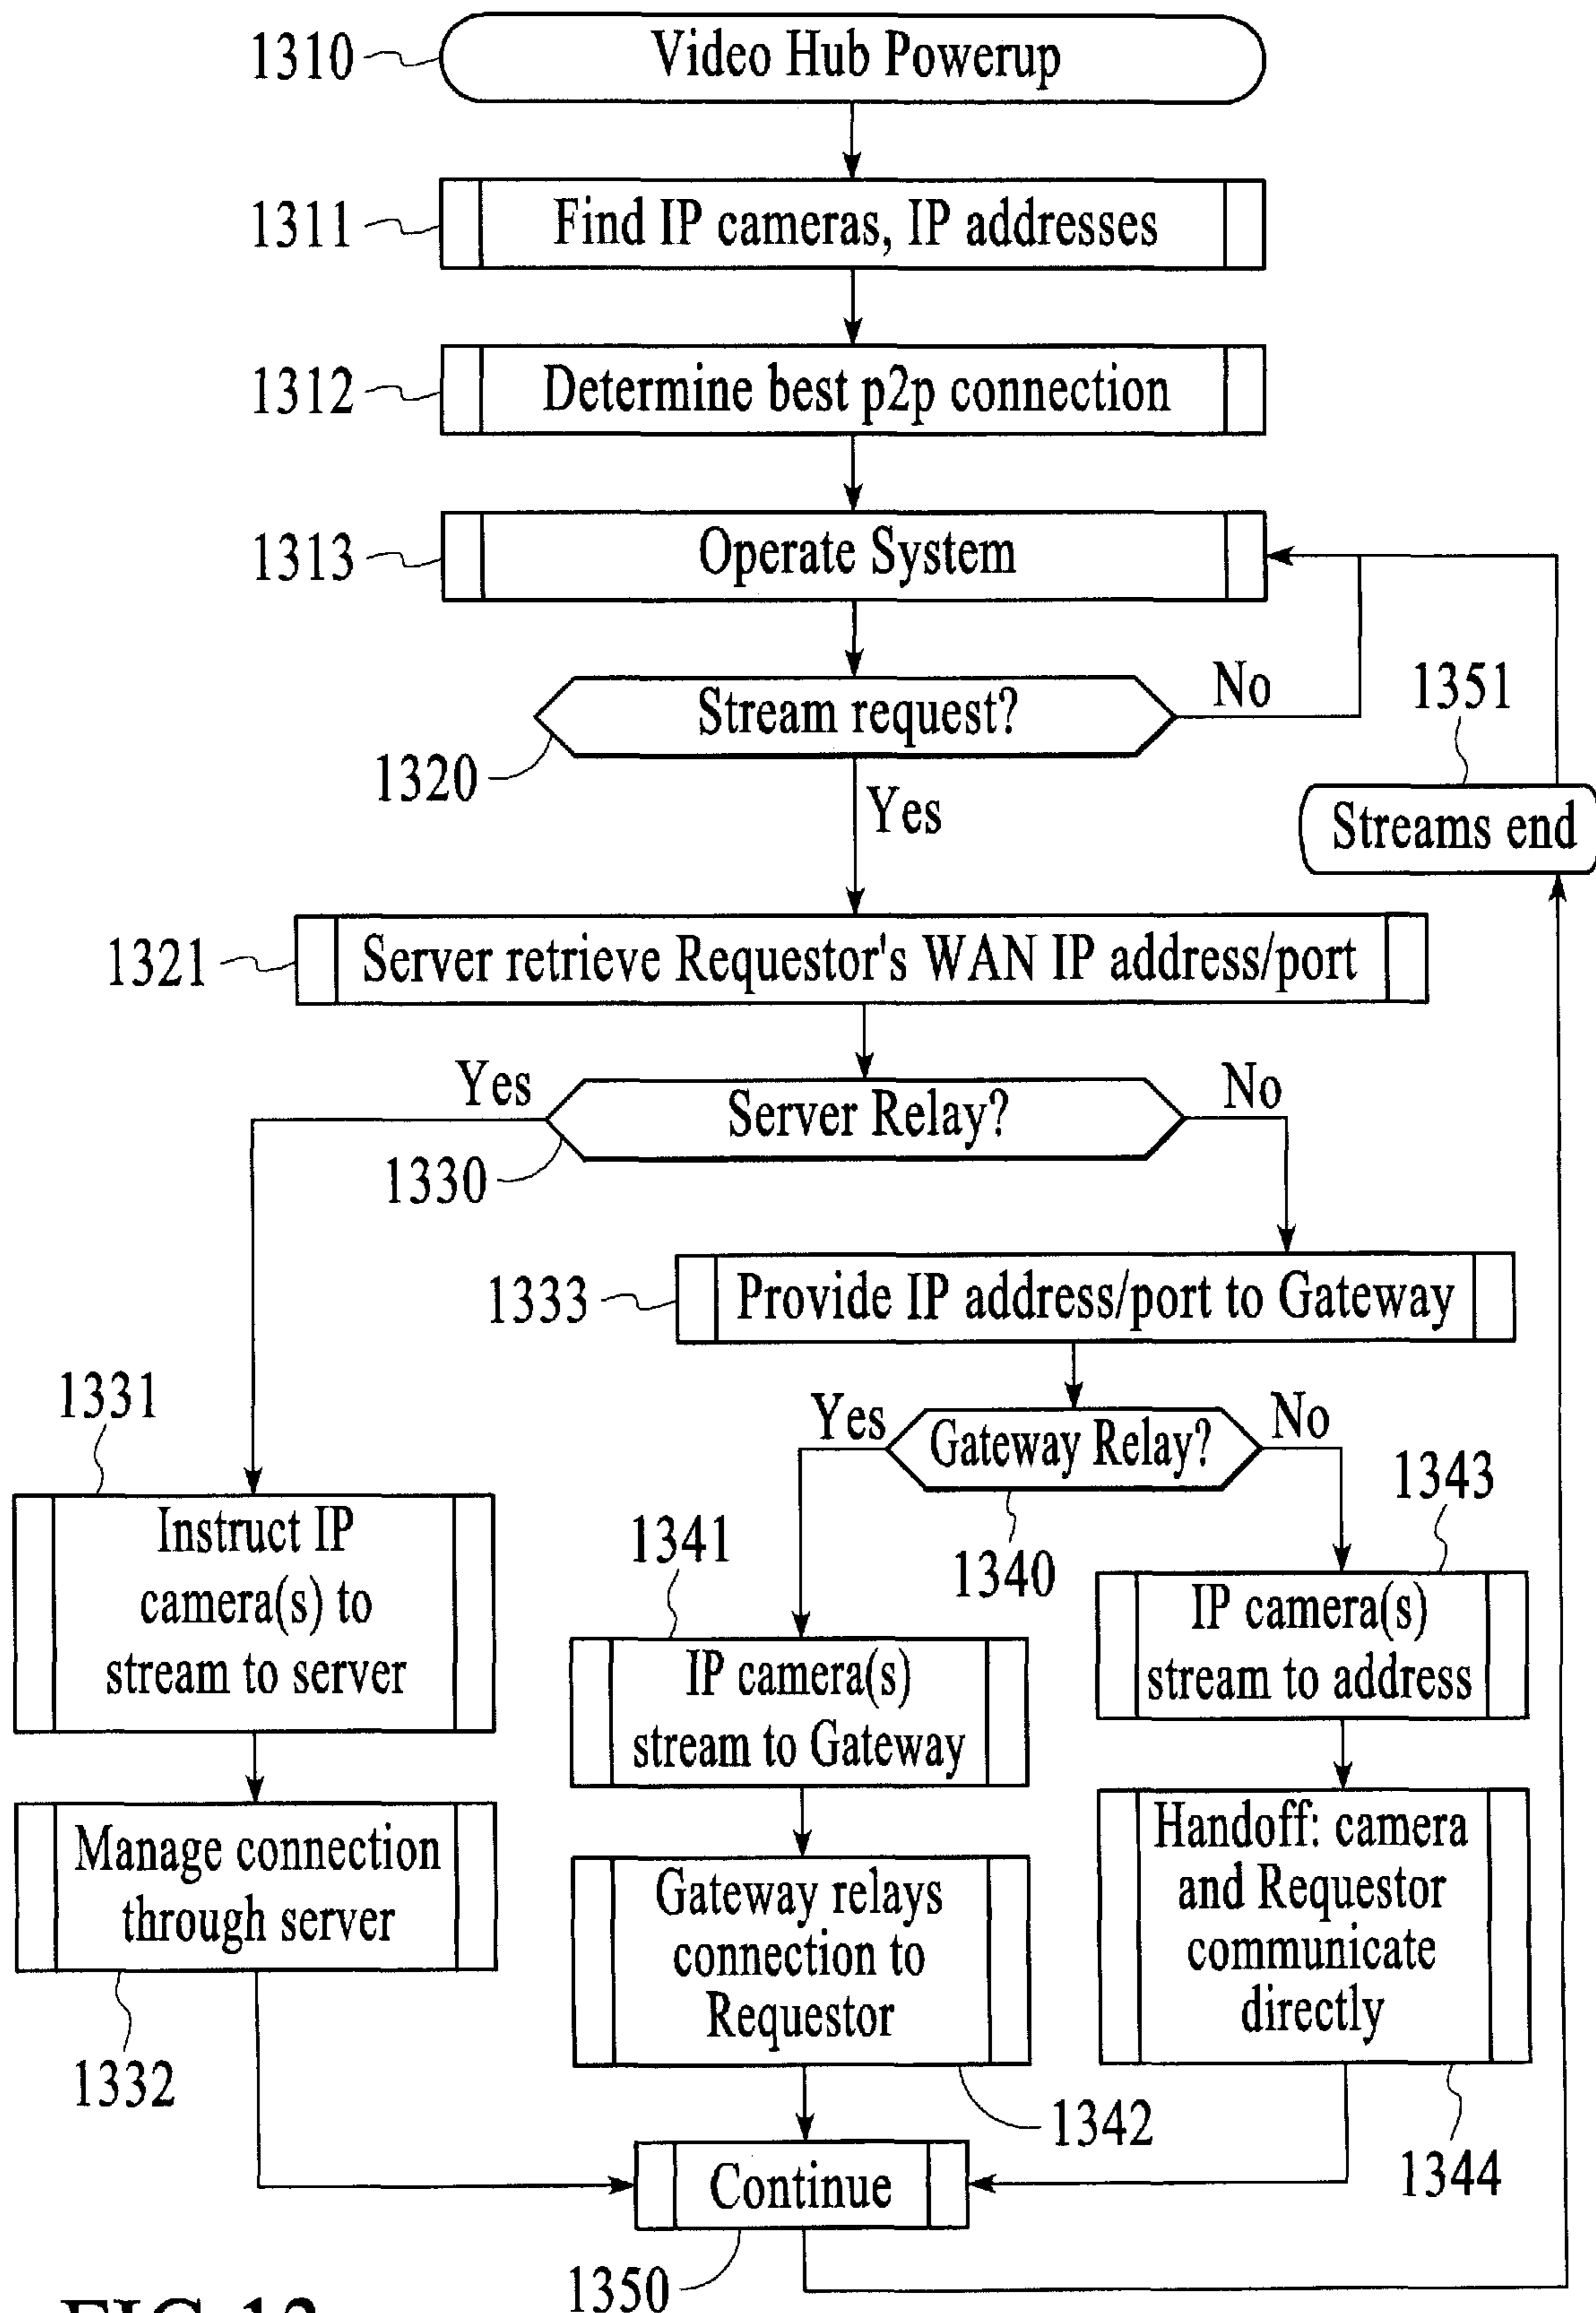 1310
Video Hub Powerup
1311
Find IP cameras, IP addresses
1312
Determine best p2p connection
1313
Operate System
Stream request?
No
1320
Yes
1351
Streams end
1321
Server retrieve Requestor's WAN IP address/port
Yes
Server Relay?
No
1330
1333
Provide IP address/port to Gateway
Yes
Gateway Relay?
No
1340
1331
Instruct IP
camera(s) to
stream to server
1341
IP camera(s)
stream to Gateway
1343
IP camera(s)
stream to address
Manage connection
through server
1332
Gateway relays
connection to
Requestor
1342
Handoff: camera
and Requestor
communicate
directly
1344
Continue
1350